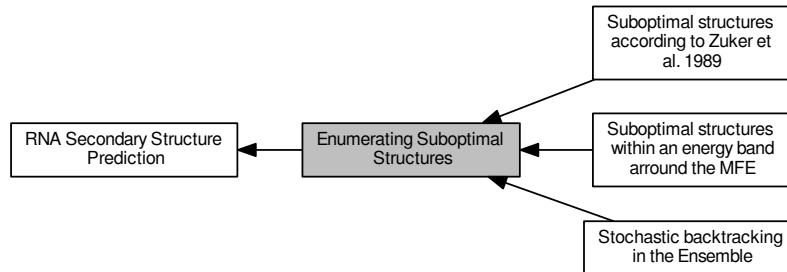 Suboptimal structures
according to Zuker et
al. 1989
RNA Secondary Structure
Prediction
Enumerating Suboptimal
Structures
Suboptimal structures
within an energy band
arround the MFE
Stochastic backtracking
in the Ensemble